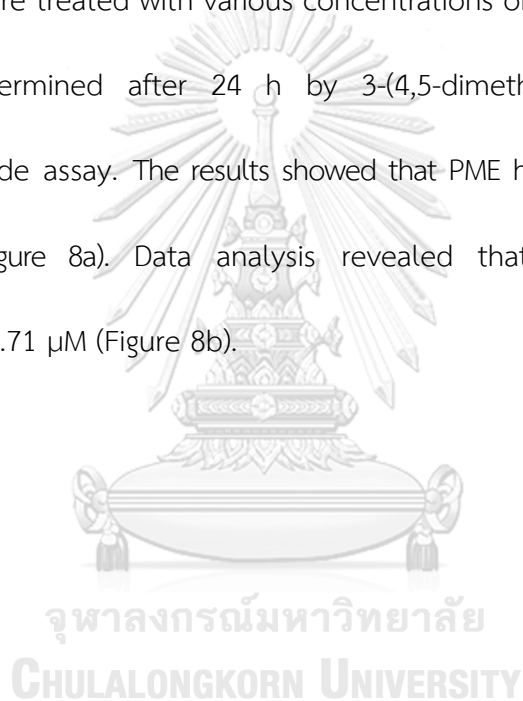 re treated with various concentrations of
ermined after 24 h by 3-(4,5-dimeth
de assay. The results showed that PME h
gure 8a). Data analysis revealed that
.71 μM (Figure 8b).
จุฬาลงกรณ์มหาวิทยาลัย
CHULALONGKORN UNIVERSITY